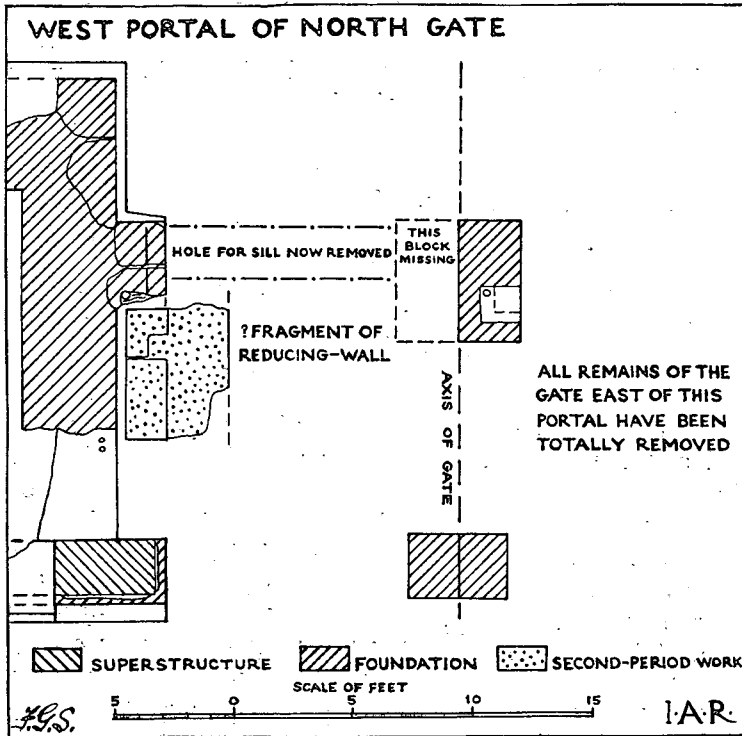 WEST PORTAL OF NORTH GATE
THIS
BLOCK
MISSING
HOLE FOR SILL NOW REMOVED
?FRAGMENT OF
REDUCING-WALL
AXIS OF GATE
ALL REMAINS OF THE
GATE EAST OF THIS
PORTAL HAVE BEEN
TOTALLY REMOVED
SUPERSTRUCTURE FOUNDATION SECOND-PERIOD WORK
SCALE OF FEET
5 0 5 10 15
F.G.S. I.A.R.